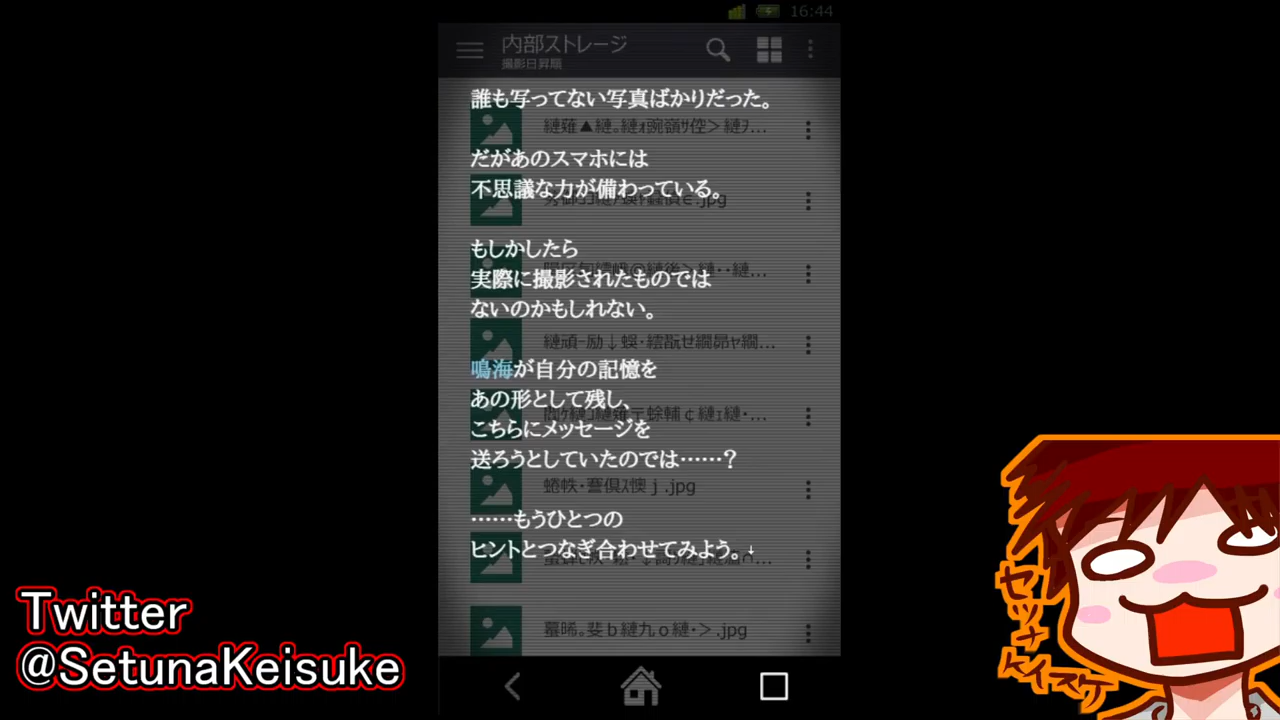 16:44
内部ストレージ
撮影日昇順
誰も写ってない写真ばかりだった。
だがあのスマホには
不思議な力が備わっている。
.jpg
もしかしたら
実際に撮影されたものでは
ないのかもしれない。
鳴海が自分の記憶を
あの形として残し、
こちらにメッセージを
送ろうとしていたのでは……？
.jpg
……もうひとつの
ヒントとつなぎ合わせてみよう。↓
.jpg
Twitter
@SetunaKeisuke
セツナ
ケイスケ